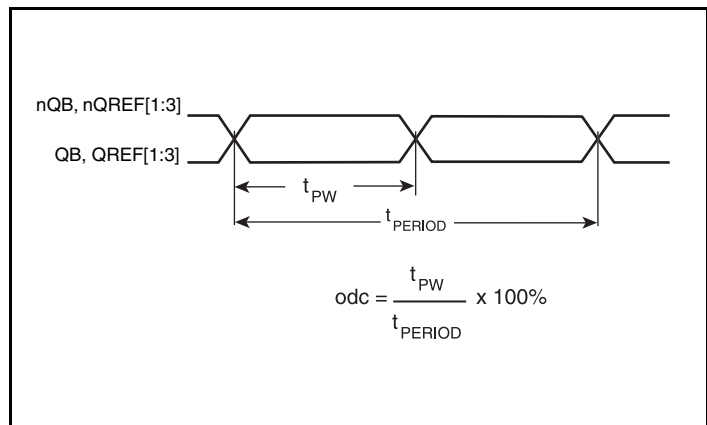 nQB, nQREF[1:3]
QB, QREF[1:3]
tPW
tPERIOD
odc = tPW / tPERIOD x 100%